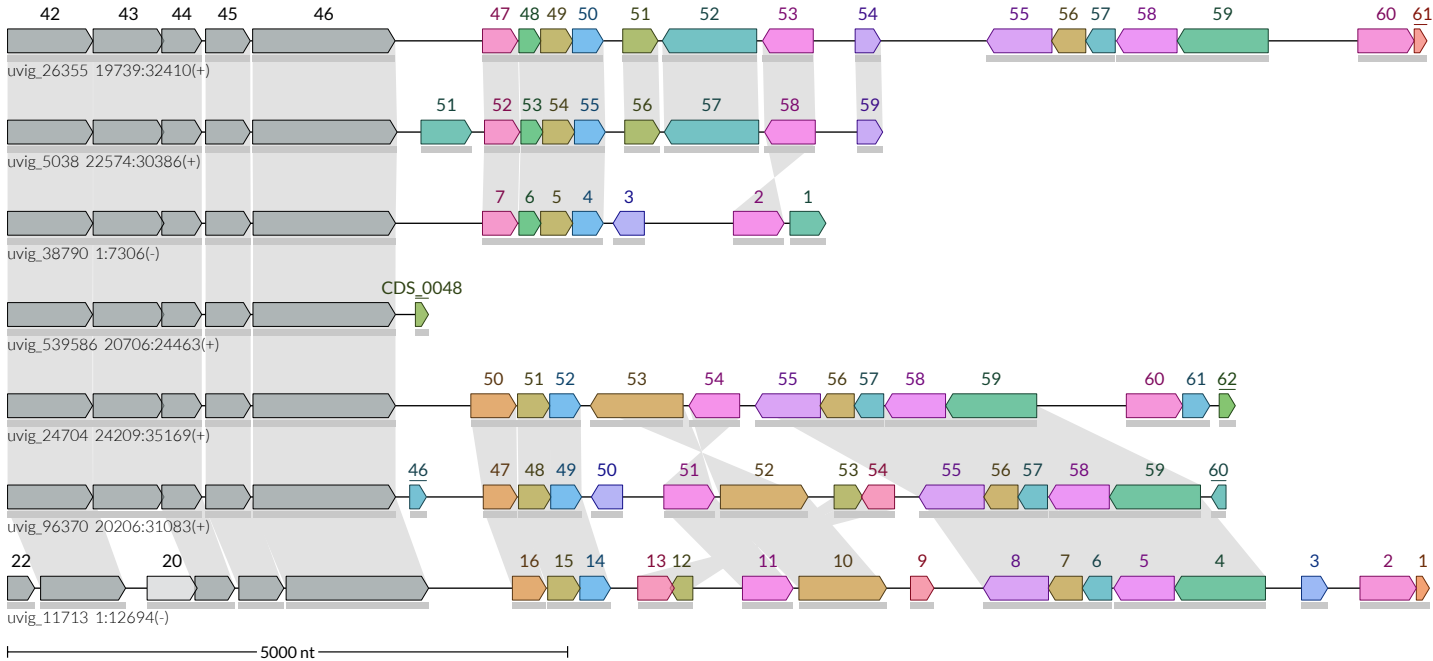 42 43 44 45 46 47 48 49 50 51 52 53 54 55 56 57 58 59 60 61
uvig_26355 19739:32410(+)
51 52 53 54 55 56 57 58 59
uvig_5038 22574:30386(+)
7 6 5 4 3 2 1
uvig_38790 1:7306(-)
CDS_0048
uvig_539586 20706:24463(+)
50 51 52 53 54 55 56 57 58 59 60 61 62
uvig_24704 24209:35169(+)
46 47 48 49 50 51 52 53 54 55 56 57 58 59 60
uvig_96370 20206:31083(+)
22 20 16 15 14 13 12 11 10 9 8 7 6 5 4 3 2 1
uvig_11713 1:12694(-)
5000 nt